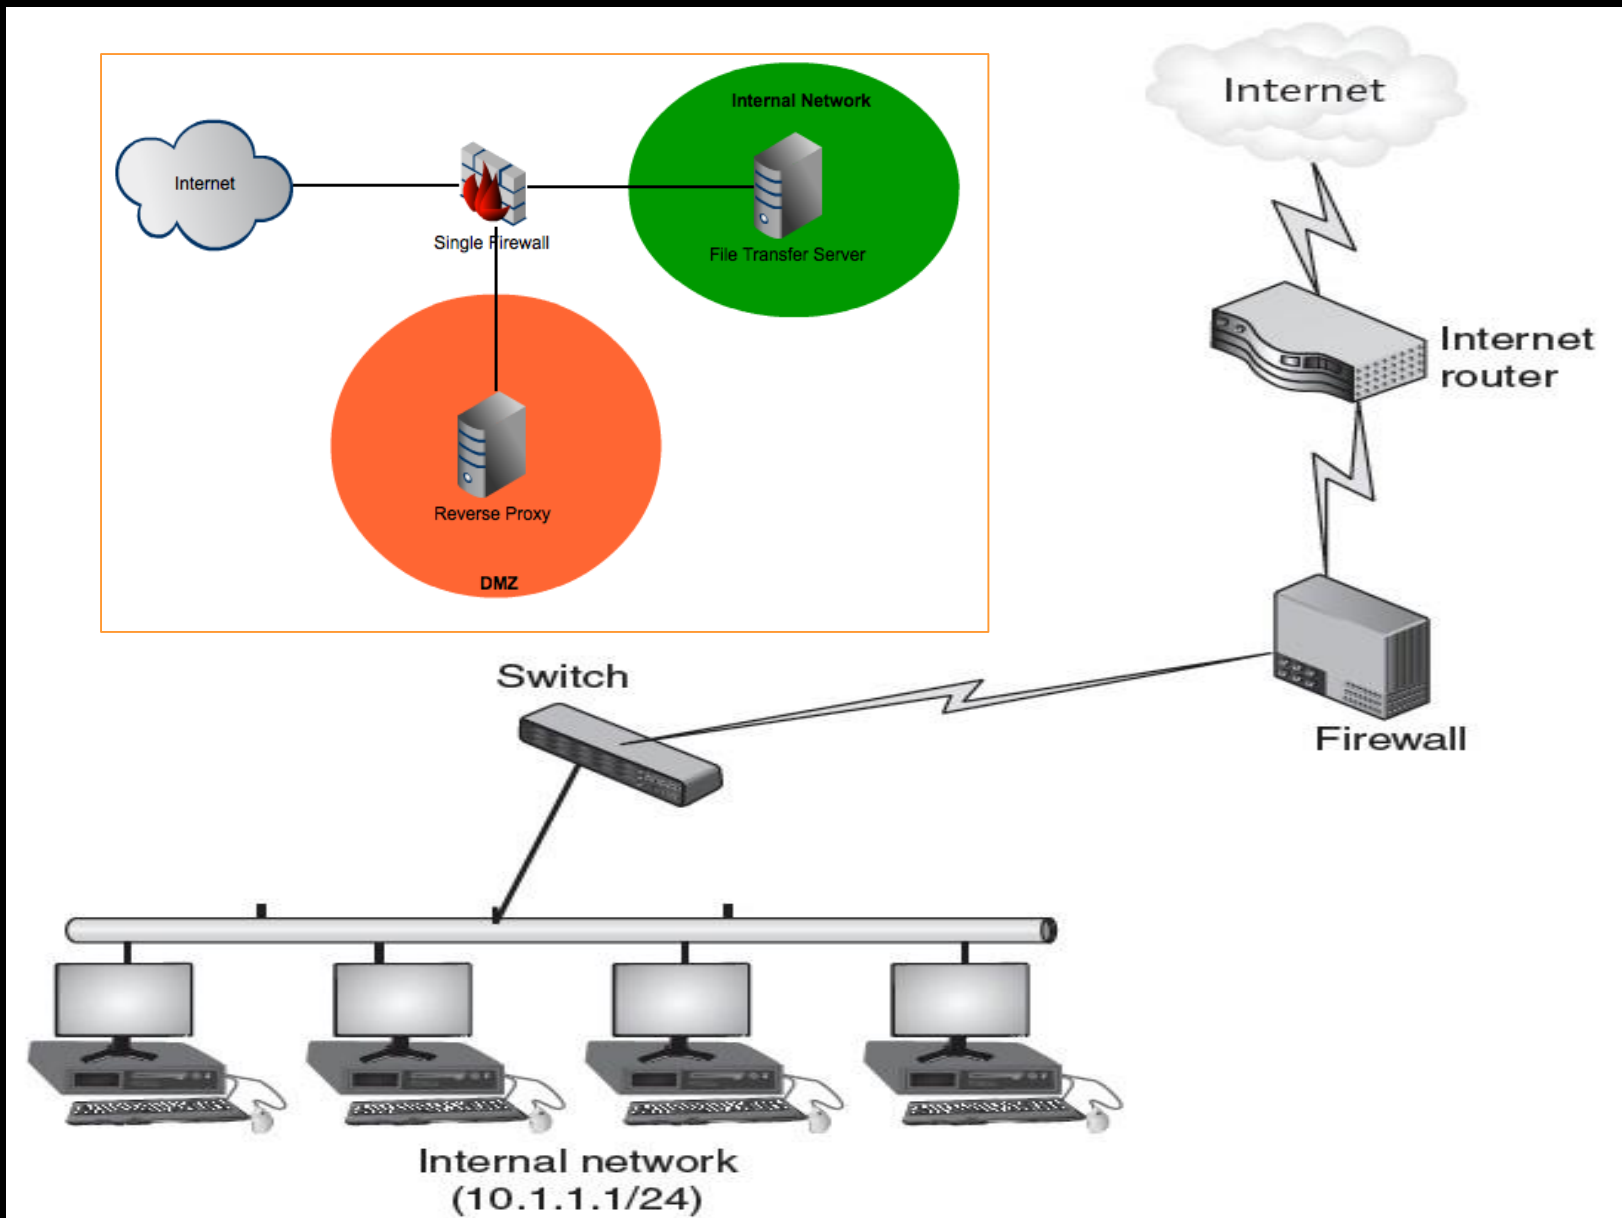 Internal Network
Internet
Single Firewall
File Transfer Server
Reverse Proxy
DMZ
Internet
Internet
router
Firewall
Switch
Internal network
(10.1.1.1/24)